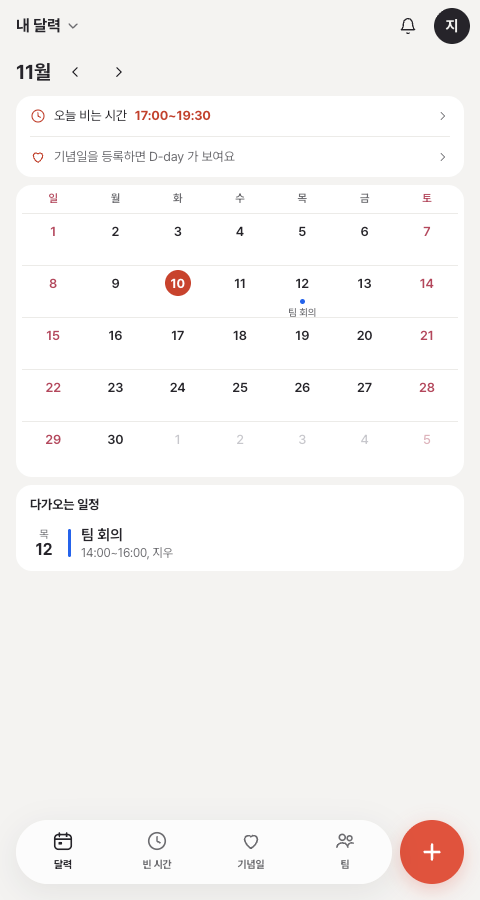 내 달력
지
11월
오늘 비는 시간 17:00~19:30
기념일을 등록하면 D-day 가 보여요
일 월 화 수 목 금 토
1 2 3 4 5 6 7
8 9 10 11 12 13 14
팀 회의
15 16 17 18 19 20 21
22 23 24 25 26 27 28
29 30 1 2 3 4 5
다가오는 일정
목
12
팀 회의
14:00~16:00, 지우
달력 빈 시간 기념일 팀